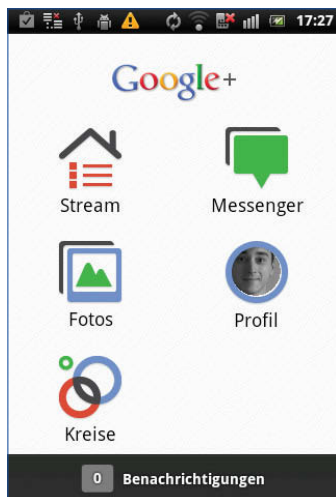 17:27
Google+
Stream Messenger
Fotos Profil
Kreise
0 Benachrichtigungen